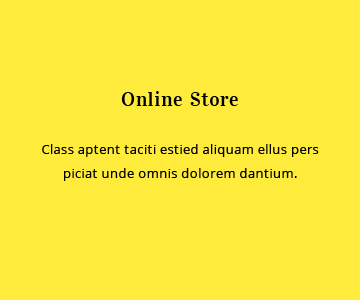 Online Store
Class aptent taciti estied aliquam ellus pers
piciat unde omnis dolorem dantium.